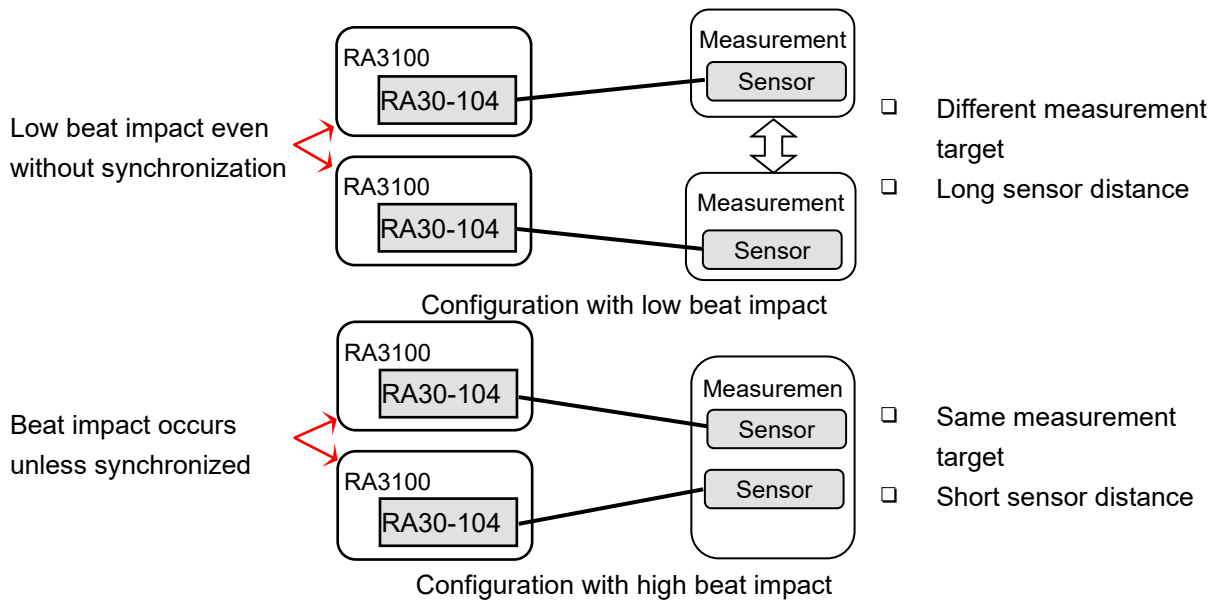 RA3100
RA30-104
Measurement
Sensor
Low beat impact even
without synchronization
RA3100
RA30-104
Measurement
Sensor
❑ Different measurement
target
❑ Long sensor distance
Configuration with low beat impact
RA3100
RA30-104
Measuremen
Sensor
Beat impact occurs
unless synchronized
RA3100
RA30-104
Sensor
❑ Same measurement
target
❑ Short sensor distance
Configuration with high beat impact